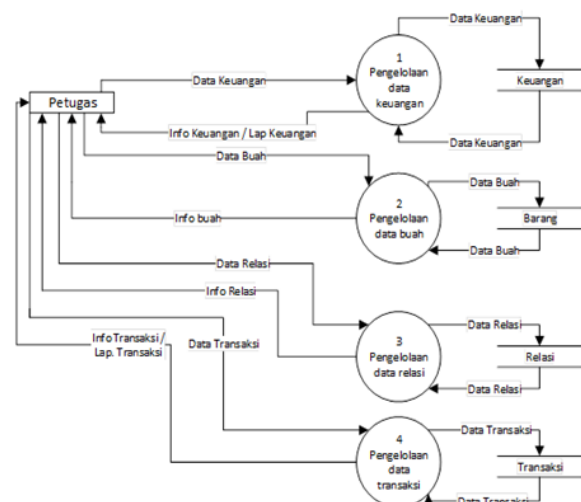 Data Keuangan
1
Pengelolaan
data
keuangan
Data Keuangan
Keuangan
Petugas
Info Keuangan / Lap Keuangan
Data Keuangan
Data Buah
2
Pengelolaan
data buah
Data Buah
Info buah
Barang
Data Buah
Data Relasi
Info Relasi
3
Pengelolaan
data relasi
Data Relasi
Info Transaksi /
Lap. Transaksi
Data Transaksi
Relasi
Data Relasi
4
Pengelolaan
data
transaksi
Data Transaksi
Transaksi
Data Transaksi